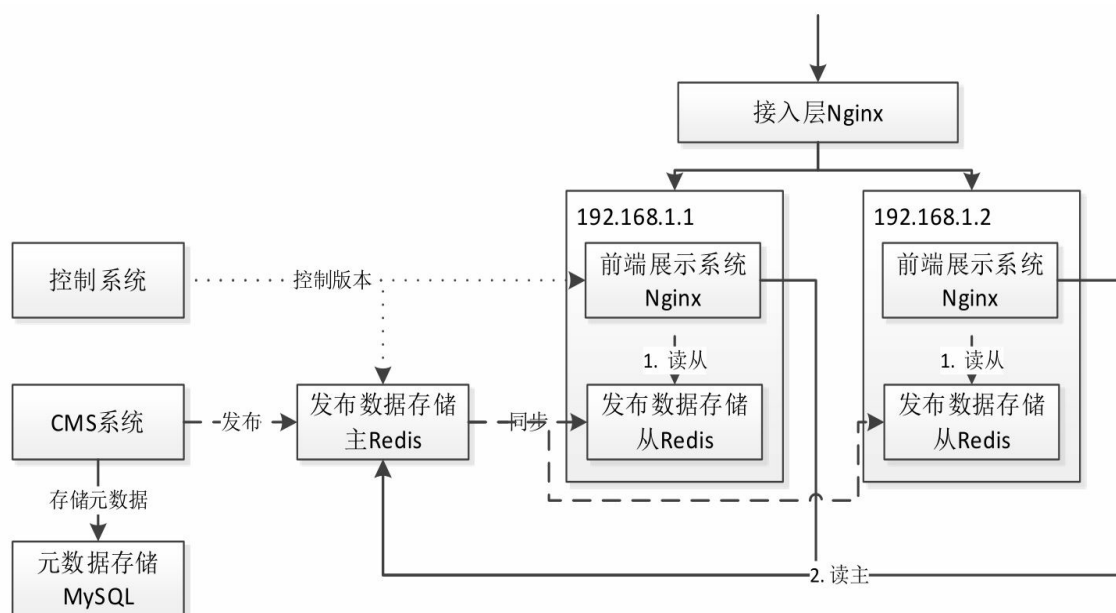 接入层Nginx
192.168.1.1
192.168.1.2
控制系统
控制版本
前端展示系统
Nginx
前端展示系统
Nginx
1. 读从
1. 读从
CMS系统
发布
发布数据存储
主Redis
同步
发布数据存储
从Redis
发布数据存储
从Redis
存储元数据
元数据存储
MySQL
2. 读主